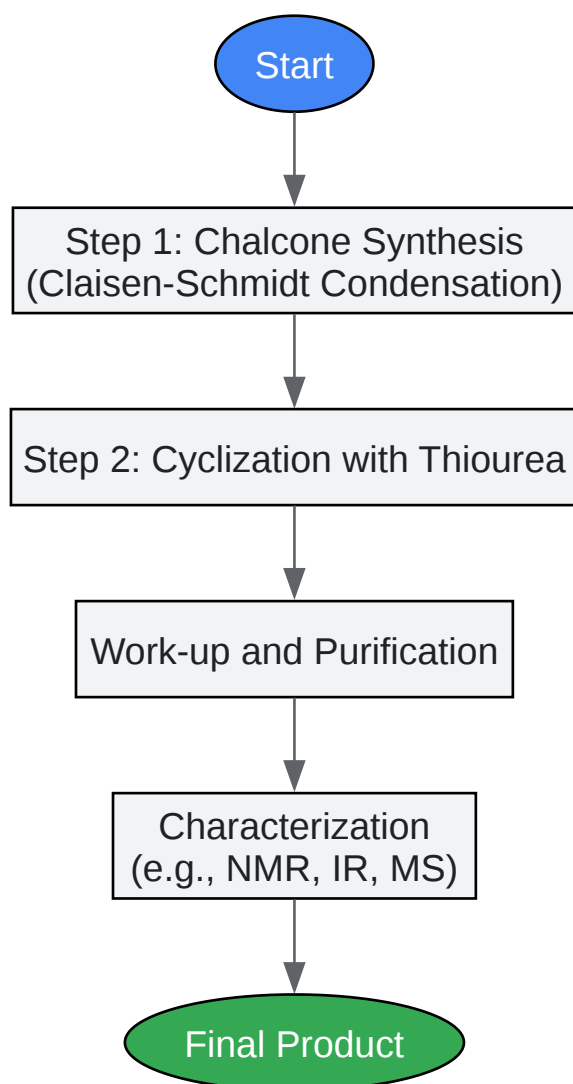 Start
Step 1: Chalcone Synthesis
(Claisen-Schmidt Condensation)
Step 2: Cyclization with Thiourea
Work-up and Purification
Characterization
(e.g., NMR, IR, MS)
Final Product